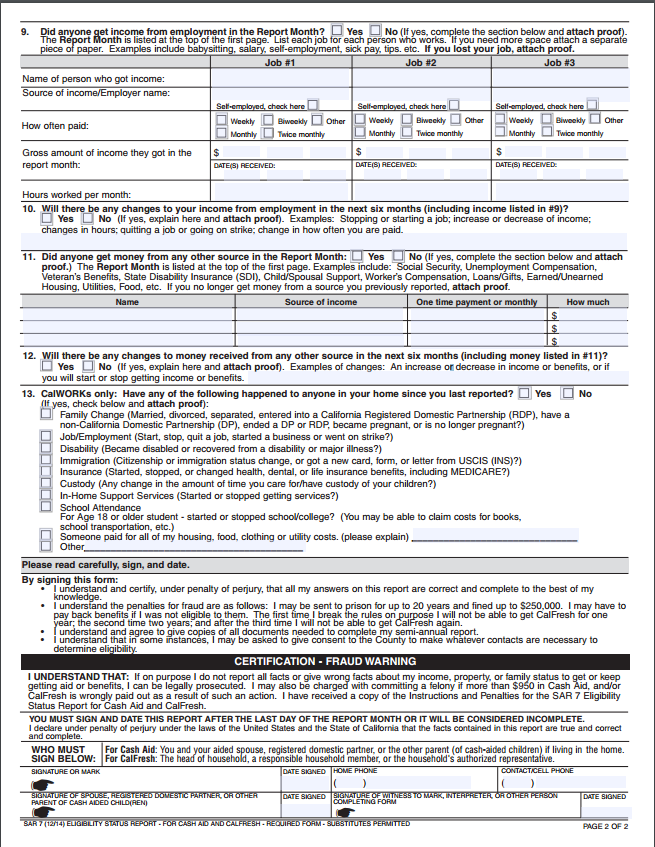 9. Did anyone get income from employment in the Report Month? Yes No (If yes, complete the section below and attach proof).
The Report Month is listed at the top of the first page. List each job for each person who works. If you need more space attach a separate
piece of paper. Examples include babysitting, salary, self-employment, sick pay, tips. etc. If you lost your job, attach proof.
Job #1 Job #2 Job #3
Name of person who got income:
Source of income/Employer name:
Self-employed, check here Self-employed, check here Self-employed, check here
How often paid:
Weekly Biweekly Other Weekly Biweekly Other Weekly Biweekly Other
Monthly Twice monthly Monthly Twice monthly Monthly Twice monthly
Gross amount of income they got in the
report month:
$ $ $
DATE(S) RECEIVED: DATE(S) RECEIVED: DATE(S) RECEIVED:
Hours worked per month:
10. Will there be any changes to your income from employment in the next six months (including income listed in #9)?
Yes No (If yes, explain here and attach proof). Examples: Stopping or starting a job; increase or decrease of income;
changes in hours; quitting a job or going on strike; change in how often you are paid.
11. Did anyone get money from any other source in the Report Month: Yes No (If yes, complete the section below and attach
proof.) The Report Month is listed at the top of the first page. Examples include: Social Security, Unemployment Compensation,
Veteran's Benefits, State Disability Insurance (SDI), Child/Spousal Support, Worker's Compensation, Loans/Gifts, Earned/Unearned
Housing, Utilities, Food, etc. If you no longer get money from a source you previously reported, attach proof.
Name Source of income One time payment or monthly How much
$
$
$
12. Will there be any changes to money received from any other source in the next six months (including money listed in #11)?
Yes No (If yes, explain here and attach proof). Examples of changes: An increase or decrease in income or benefits, or if
you will start or stop getting income or benefits.
13. CalWORKs only: Have any of the following happened to anyone in your home since you last reported? Yes No
(If yes, check below and attach proof):
Family Change (Married, divorced, separated, entered into a California Registered Domestic Partnership (RDP), have a
non-California Domestic Partnership (DP), ended a DP or RDP, became pregnant, or is no longer pregnant?)
Job/Employment (Start, stop, quit a job, started a business or went on strike?)
Disability (Became disabled or recovered from a disability or major illness?)
Immigration (Citizenship or immigration status change, or got a new card, form, or letter from USCIS (INS)?)
Insurance (Started, stopped, or changed health, dental, or life insurance benefits, including MEDICARE?)
Custody (Any change in the amount of time you care for/have custody of your children?)
In-Home Support Services (Started or stopped getting services?)
School Attendance
For Age 18 or older student - started or stopped school/college? (You may be able to claim costs for books,
school transportation, etc.)
Someone paid for all of my housing, food, clothing or utility costs. (please explain)
Other
Please read carefully, sign, and date.
By signing this form:
• I understand and certify, under penalty of perjury, that all my answers on this report are correct and complete to the best of my
knowledge.
• I understand the penalties for fraud are as follows: I may be sent to prison for up to 20 years and fined up to $250,000. I may have to
pay back benefits if I was not eligible to them. The first time I break the rules on purpose I will not be able to get CalFresh for one
year; the second time two years; and after the third time I will not be able to get CalFresh again.
• I understand and agree to give copies of all documents needed to complete my semi-annual report.
• I understand that in some instances, I may be asked to give consent to the County to make whatever contacts are necessary to
determine eligibility.
CERTIFICATION - FRAUD WARNING
I UNDERSTAND THAT: If on purpose I do not report all facts or give wrong facts about my income, property, or family status to get or keep
getting aid or benefits, I can be legally prosecuted. I may also be charged with committing a felony if more than $950 in Cash Aid, and/or
CalFresh is wrongly paid out as a result of such an action. I have received a copy of the Instructions and Penalties for the SAR 7 Eligibility
Status Report for Cash Aid and CalFresh.
YOU MUST SIGN AND DATE THIS REPORT AFTER THE LAST DAY OF THE REPORT MONTH OR IT WILL BE CONSIDERED INCOMPLETE.
I declare under penalty of perjury under the laws of the United States and the State of California that the facts contained in this report are true and correct
and complete.
WHO MUST SIGN BELOW:
For Cash Aid: You and your aided spouse, registered domestic partner, or the other parent (of cash-aided children) if living in the home.
For CalFresh: The head of household, a responsible household member, or the household's authorized representative.
SIGNATURE OR MARK DATE SIGNED HOME PHONE CONTACT/CELL PHONE
( ) ( )
SIGNATURE OF SPOUSE, REGISTERED DOMESTIC PARTNER, OR OTHER
PARENT OF CASH AIDED CHILD(REN)
DATE SIGNED
SIGNATURE OF WITNESS TO MARK, INTERPRETER, OR OTHER PERSON
COMPLETING FORM
DATE SIGNED
SAR 7 (12/14) ELIGIBILITY STATUS REPORT - FOR CASH AID AND CALFRESH - REQUIRED FORM - SUBSTITUTES PERMITTED
PAGE 2 OF 2